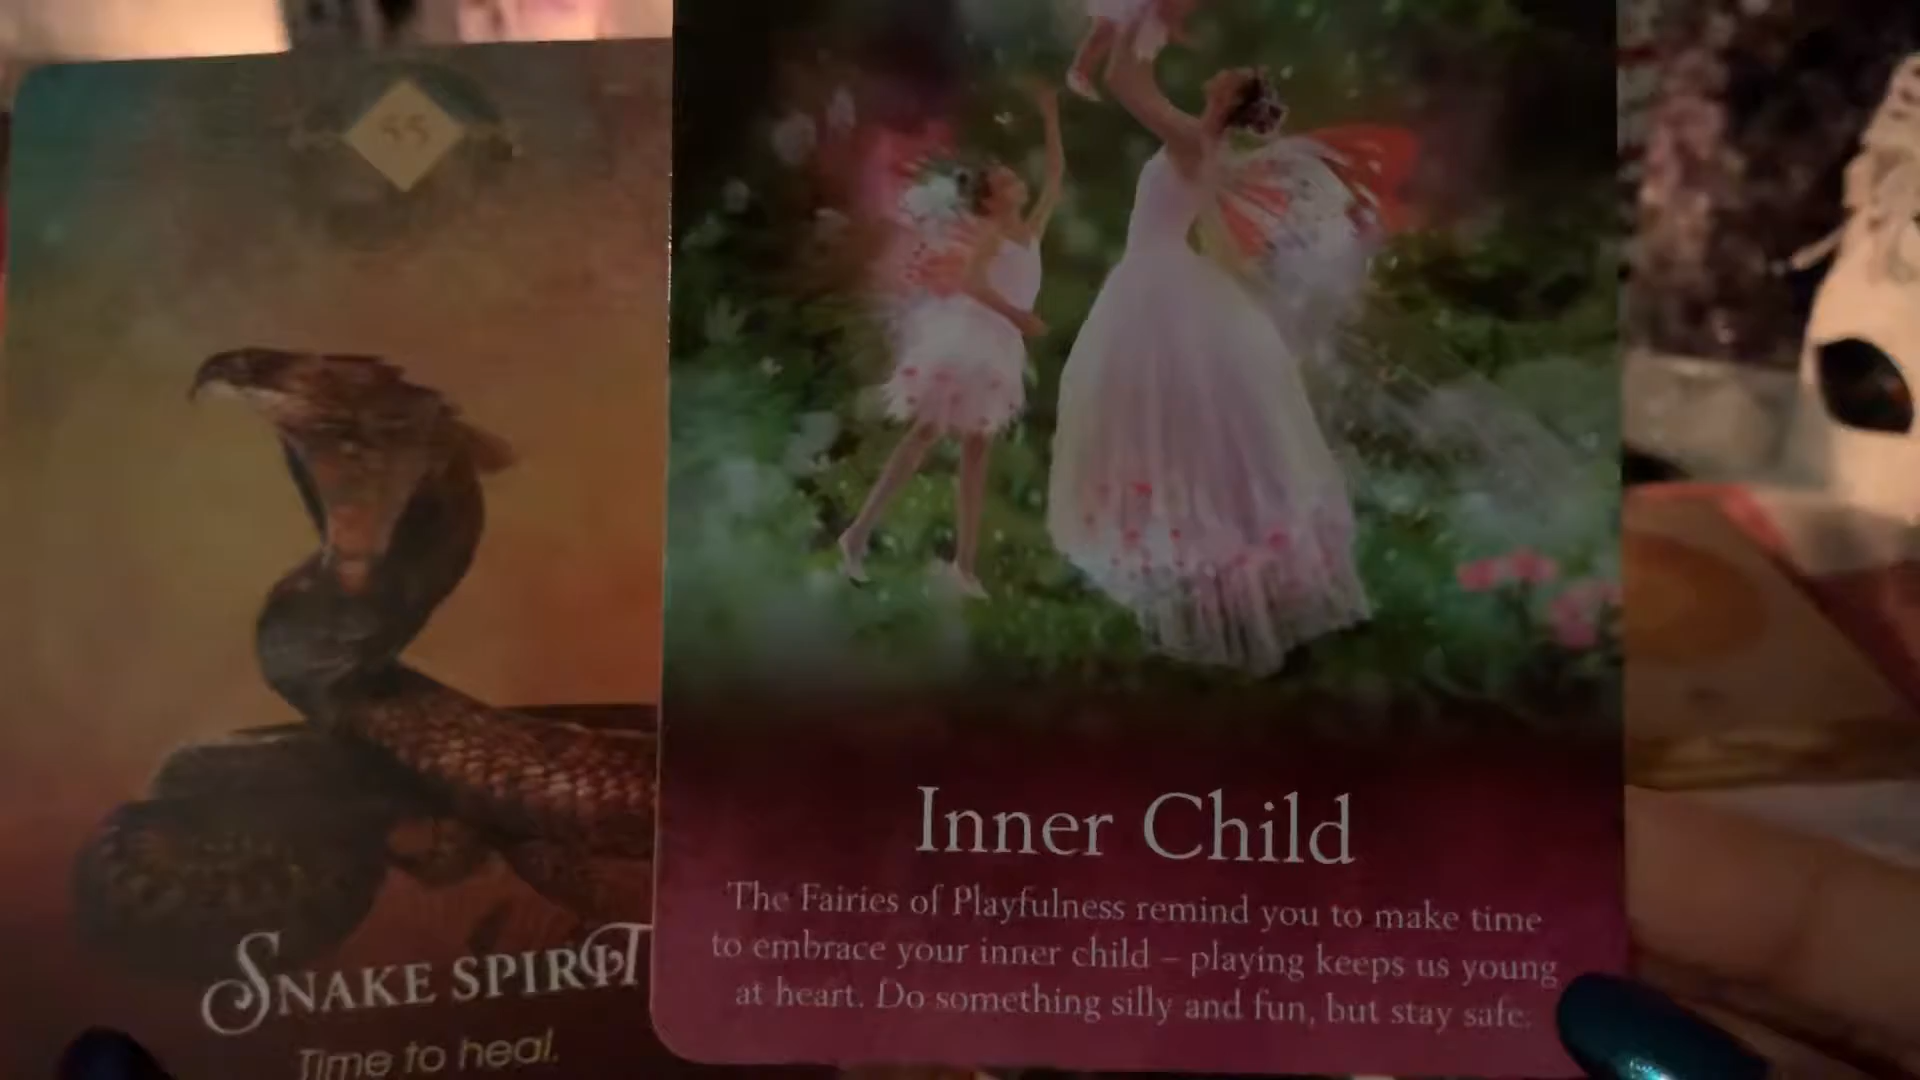 55
SNAKE SPIRIT
Time to heal.
Inner Child
The Fairies of Playfulness remind you to make time
to embrace your inner child – playing keeps us young
at heart. Do something silly and fun, but stay safe.